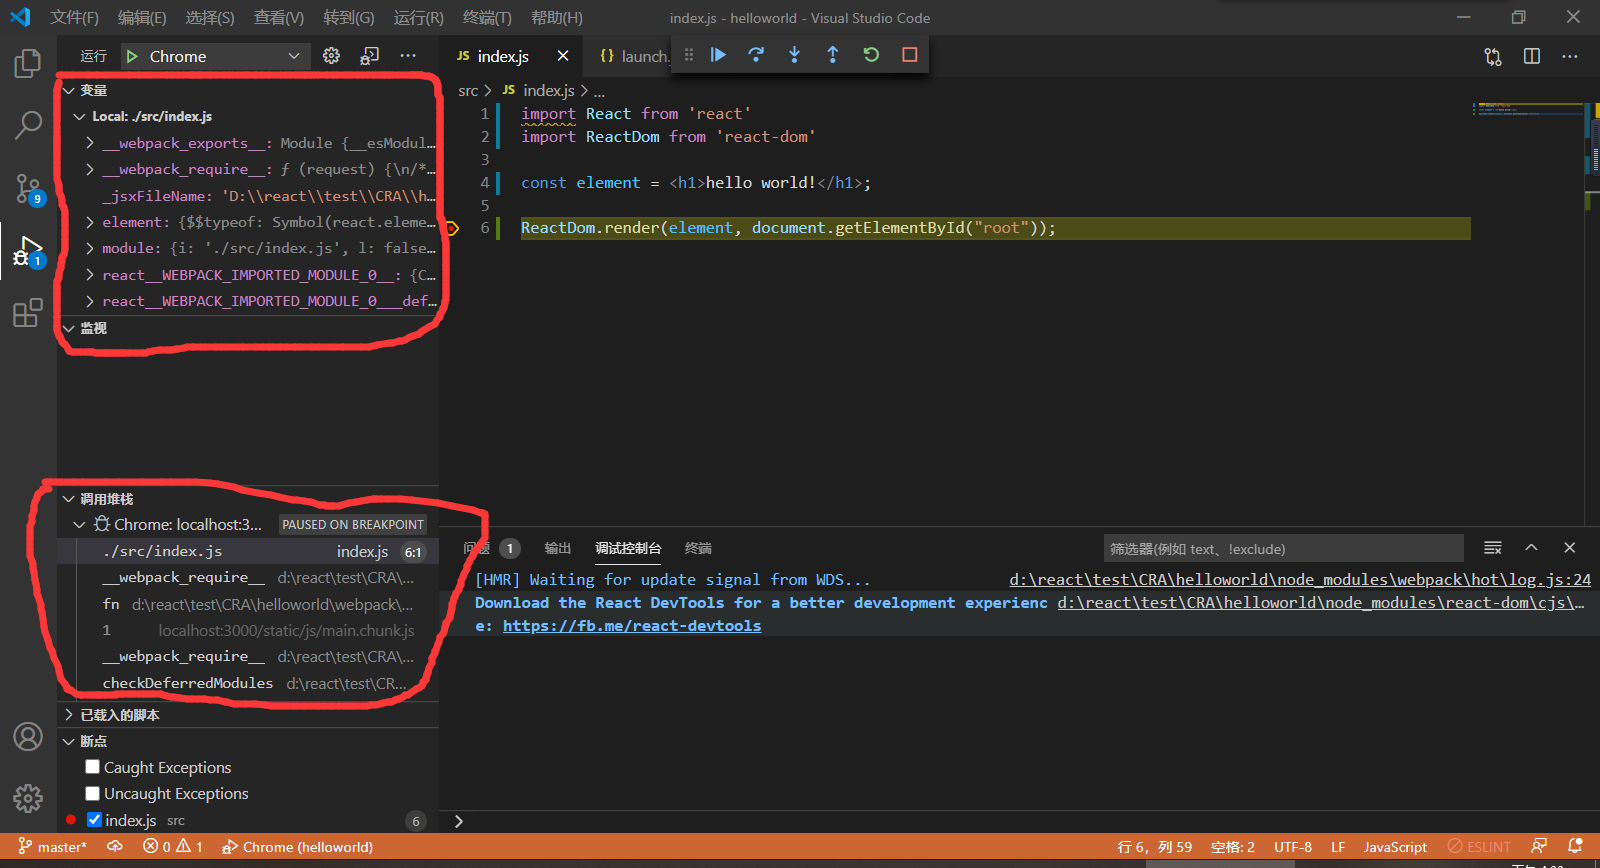 文件(F) 编辑(E) 选择(S) 查看(V) 转到(G) 运行(R) 终端(T) 帮助(H) index.js - helloworld - Visual Studio Code
运行 Chrome
JS index.js {} launch.
变量
Local: ./src/index.js
__webpack_exports__: Module {__esModul...
__webpack_require__: ƒ (request) {\n/*...
_jsxFileName: 'D:\\react\\test\\CRA\\h...
element: {$$typeof: Symbol(react.eleme...
module: {i: './src/index.js', l: false...
react__WEBPACK_IMPORTED_MODULE_0__: {C...
react__WEBPACK_IMPORTED_MODULE_0___def...
监视
9
1
调用堆栈
Chrome: localhost:3... PAUSED ON BREAKPOINT
./src/index.js index.js 6:1
__webpack_require__ d:\react\test\CRA\...
fn d:\react\test\CRA\helloworld\webpack\...
1 localhost:3000/static/js/main.chunk.js
__webpack_require__ d:\react\test\CRA\...
checkDeferredModules d:\react\test\CR...
已载入的脚本
断点
Caught Exceptions
Uncaught Exceptions
index.js src 6
src > JS index.js > ...
1 import React from 'react'
2 import ReactDom from 'react-dom'
3
4 const element = <h1>hello world!</h1>;
5
6 ReactDom.render(element, document.getElementById("root"));
问题 1 输出 调试控制台 终端 筛选器(例如 text、!exclude)
[HMR] Waiting for update signal from WDS... d:\react\test\CRA\helloworld\node_modules\webpack\hot\log.js:24
Download the React DevTools for a better development experienc d:\react\test\CRA\helloworld\node_modules\react-dom\cjs\...
e: https://fb.me/react-devtools
master* 0 1 Chrome (helloworld) 行 6，列 59 空格: 2 UTF-8 LF JavaScript ESLINT